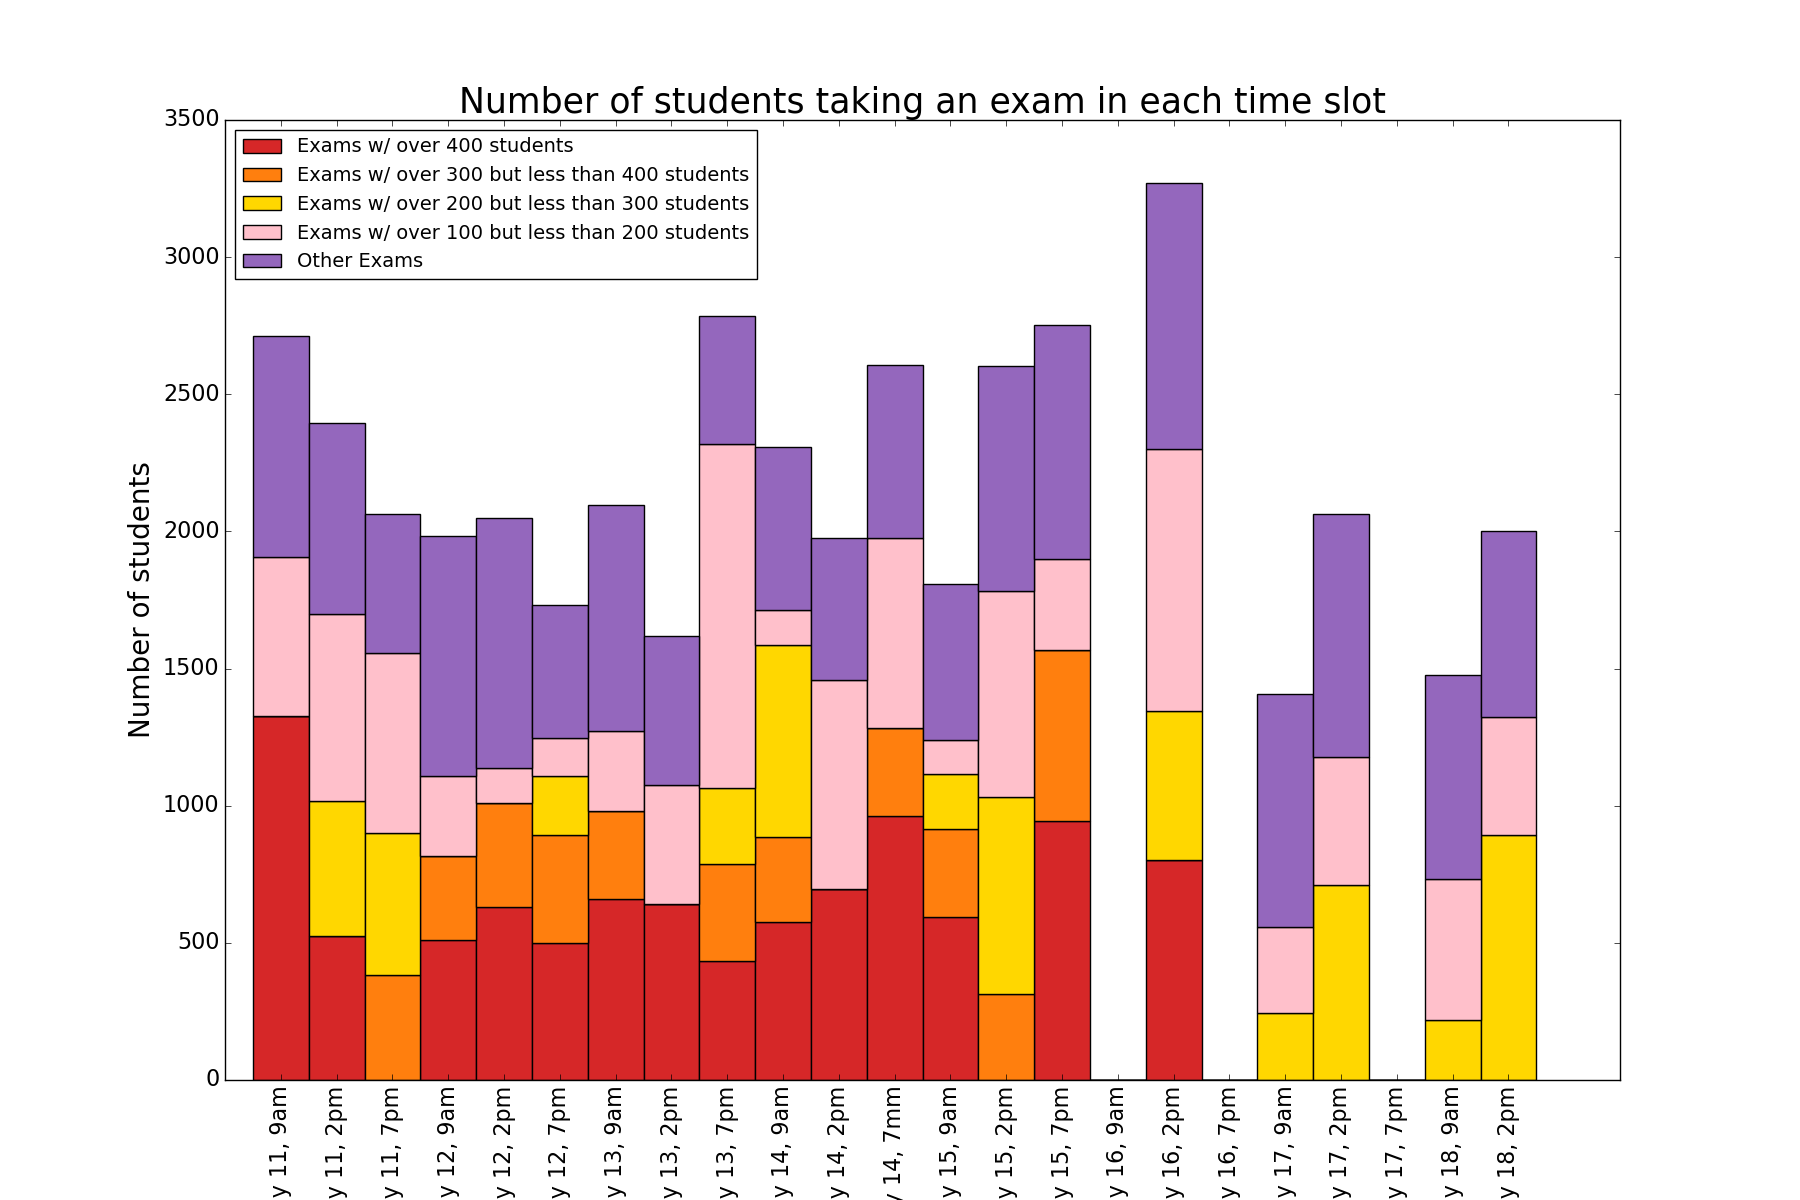 Number of students taking an exam in each time slot
Exams w/ over 400 students
Exams w/ over 300 but less than 400 students
Exams w/ over 200 but less than 300 students
Exams w/ over 100 but less than 200 students
Other Exams
Number of students
3500
3000
2500
2000
1500
1000
500
0
y 11, 9am
y 11, 2pm
y 11, 7pm
y 12, 9am
y 12, 2pm
y 12, 7pm
y 13, 9am
y 13, 2pm
y 13, 7pm
y 14, 9am
y 14, 2pm
y 14, 7mm
y 15, 9am
y 15, 2pm
y 15, 7pm
y 16, 9am
y 16, 2pm
y 16, 7pm
y 17, 9am
y 17, 2pm
y 17, 7pm
y 18, 9am
y 18, 2pm